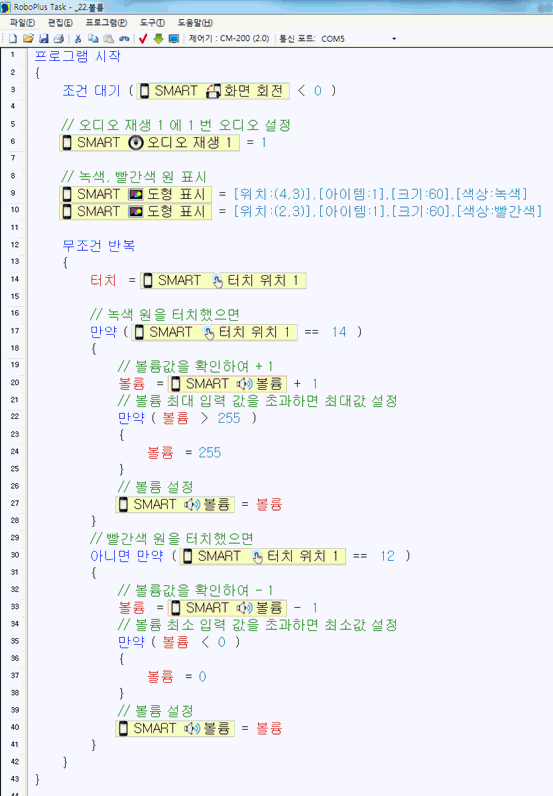 RoboPlus Task - _22.볼륨
파일(F) 편집(E) 프로그램(P) 도구(T) 도움말(H)
제어기 : CM-200 (2.0) 통신 포트: COM5
1 프로그램 시작
2 {
3 조건 대기 ( SMART 화면 회전 < 0 )
4
5 // 오디오 재생 1 에 1 번 오디오 설정
6 SMART 오디오 재생 1 = 1
7
8 // 녹색, 빨간색 원 표시
9 SMART 도형 표시 = [위치:(4,3)],[아이템:1],[크기:60],[색상:녹색]
10 SMART 도형 표시 = [위치:(2,3)],[아이템:1],[크기:60],[색상:빨간색]
11
12 무조건 반복
13 {
14 터치 = SMART 터치 위치 1
15
16 // 녹색 원을 터치했으면
17 만약 ( SMART 터치 위치 1 == 14 )
18 {
19 // 볼륨값을 확인하여 + 1
20 볼륨 = SMART 볼륨 + 1
21 // 볼륨 최대 입력 값을 초과하면 최대값 설정
22 만약 ( 볼륨 > 255 )
23 {
24 볼륨 = 255
25 }
26 // 볼륨 설정
27 SMART 볼륨 = 볼륨
28 }
29 // 빨간색 원을 터치했으면
30 아니면 만약 ( SMART 터치 위치 1 == 12 )
31 {
32 // 볼륨값을 확인하여 - 1
33 볼륨 = SMART 볼륨 - 1
34 // 볼륨 최소 입력 값을 초과하면 최소값 설정
35 만약 ( 볼륨 < 0 )
36 {
37 볼륨 = 0
38 }
39 // 볼륨 설정
40 SMART 볼륨 = 볼륨
41 }
42 }
43 }
44